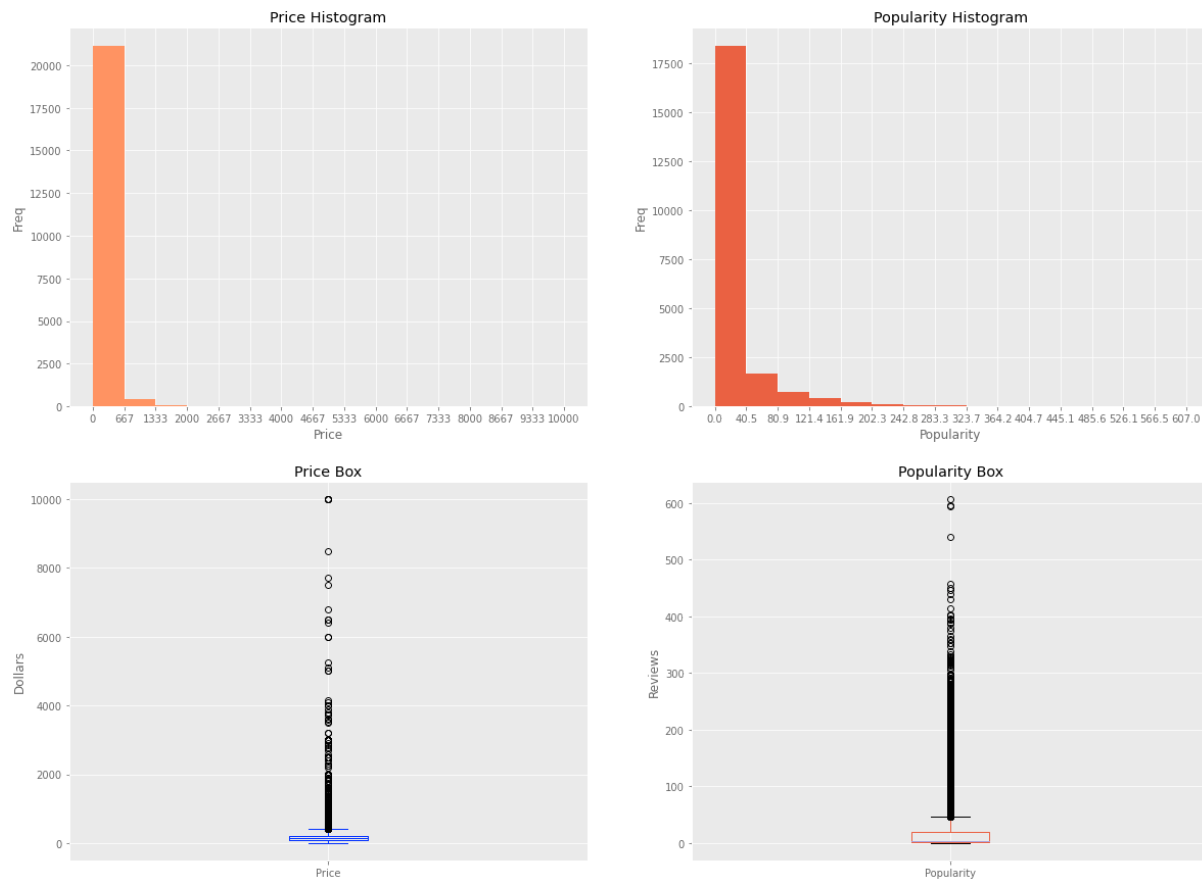 Price Histogram
Freq
20000
17500
15000
12500
10000
7500
5000
2500
0
0 667 1333 2000 2667 3333 4000 4667 5333 6000 6667 7333 8000 8667 9333 10000
Price
Popularity Histogram
Freq
17500
15000
12500
10000
7500
5000
2500
0
0.0 40.5 80.9 121.4 161.9 202.3 242.8 283.3 323.7 364.2 404.7 445.1 485.6 526.1 566.5 607.0
Popularity
Price Box
Dollars
10000
8000
6000
4000
2000
0
Price
Popularity Box
Reviews
600
500
400
300
200
100
0
Popularity